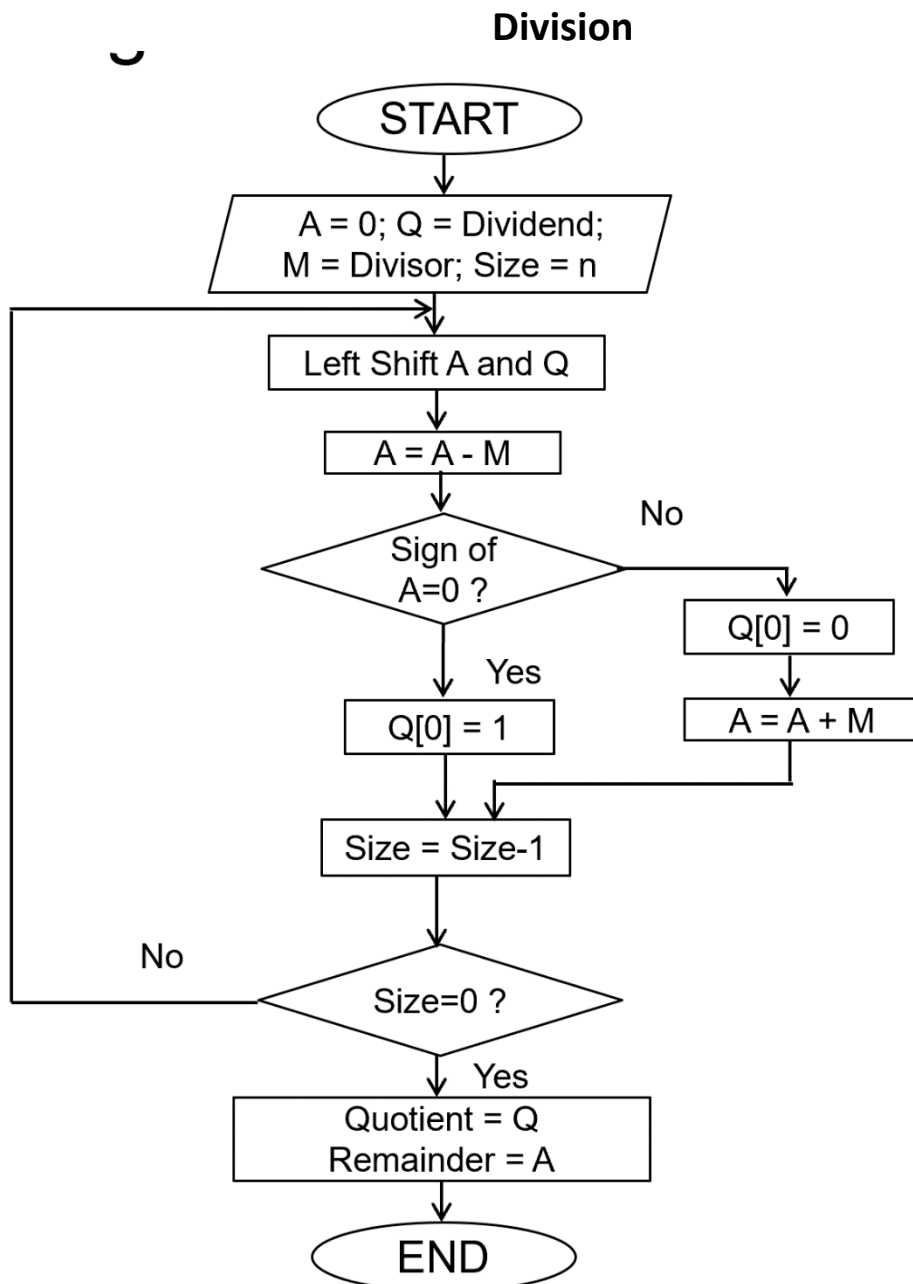 Division
START
A = 0; Q = Dividend;
M = Divisor; Size = n
Left Shift A and Q
A = A - M
Sign of
A=0 ?
No
Q[0] = 0
A = A + M
Yes
Q[0] = 1
Size = Size-1
No
Size=0 ?
Yes
Quotient = Q
Remainder = A
END